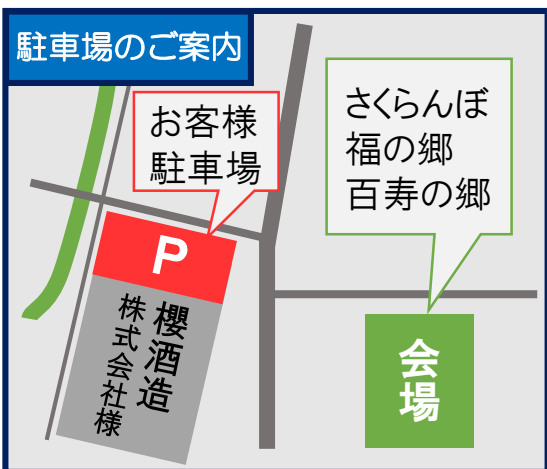 駐車場のご案内
お客様
駐車場
さくらんぼ
福の郷
百寿の郷
P
櫻酒造
株式会社様
会場